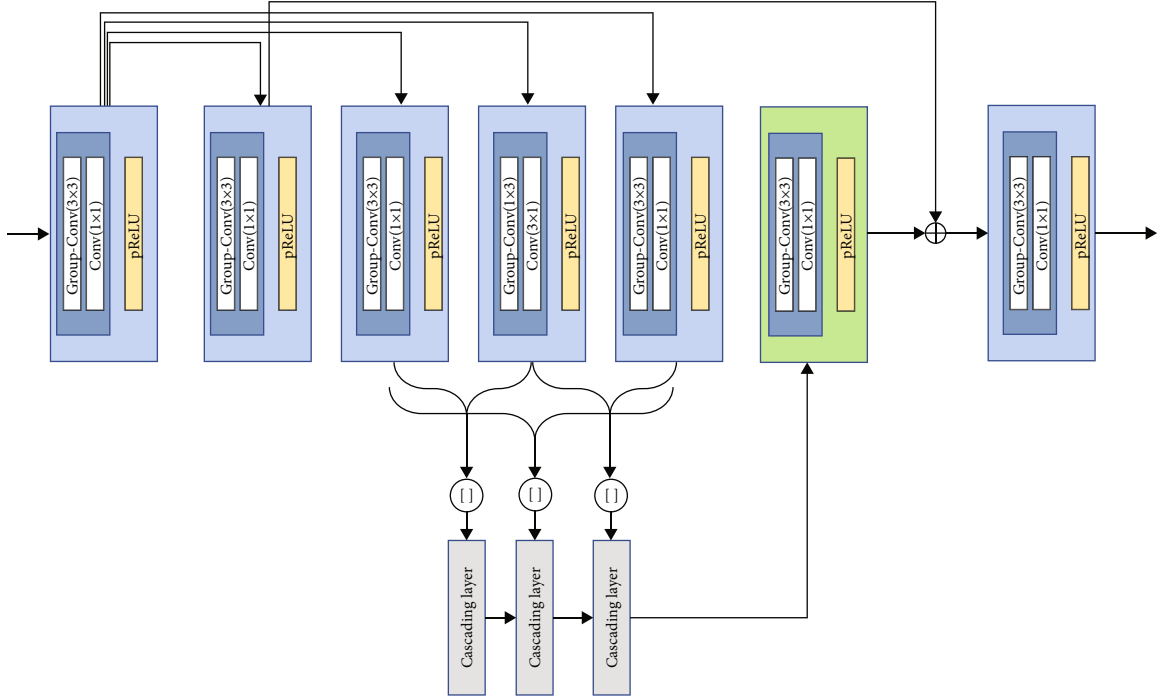 Group-Conv(3×3)
Conv(1×1)
pReLU
Group-Conv(3×3)
Conv(1×1)
pReLU
Group-Conv(3×3)
Conv(1×1)
pReLU
Group-Conv(1×3)
Conv(3×1)
pReLU
Group-Conv(3×3)
Conv(1×1)
pReLU
Group-Conv(3×3)
Conv(1×1)
pReLU
Group-Conv(3×3)
Conv(1×1)
pReLU
[ ]
[ ]
[ ]
Cascading layer
Cascading layer
Cascading layer